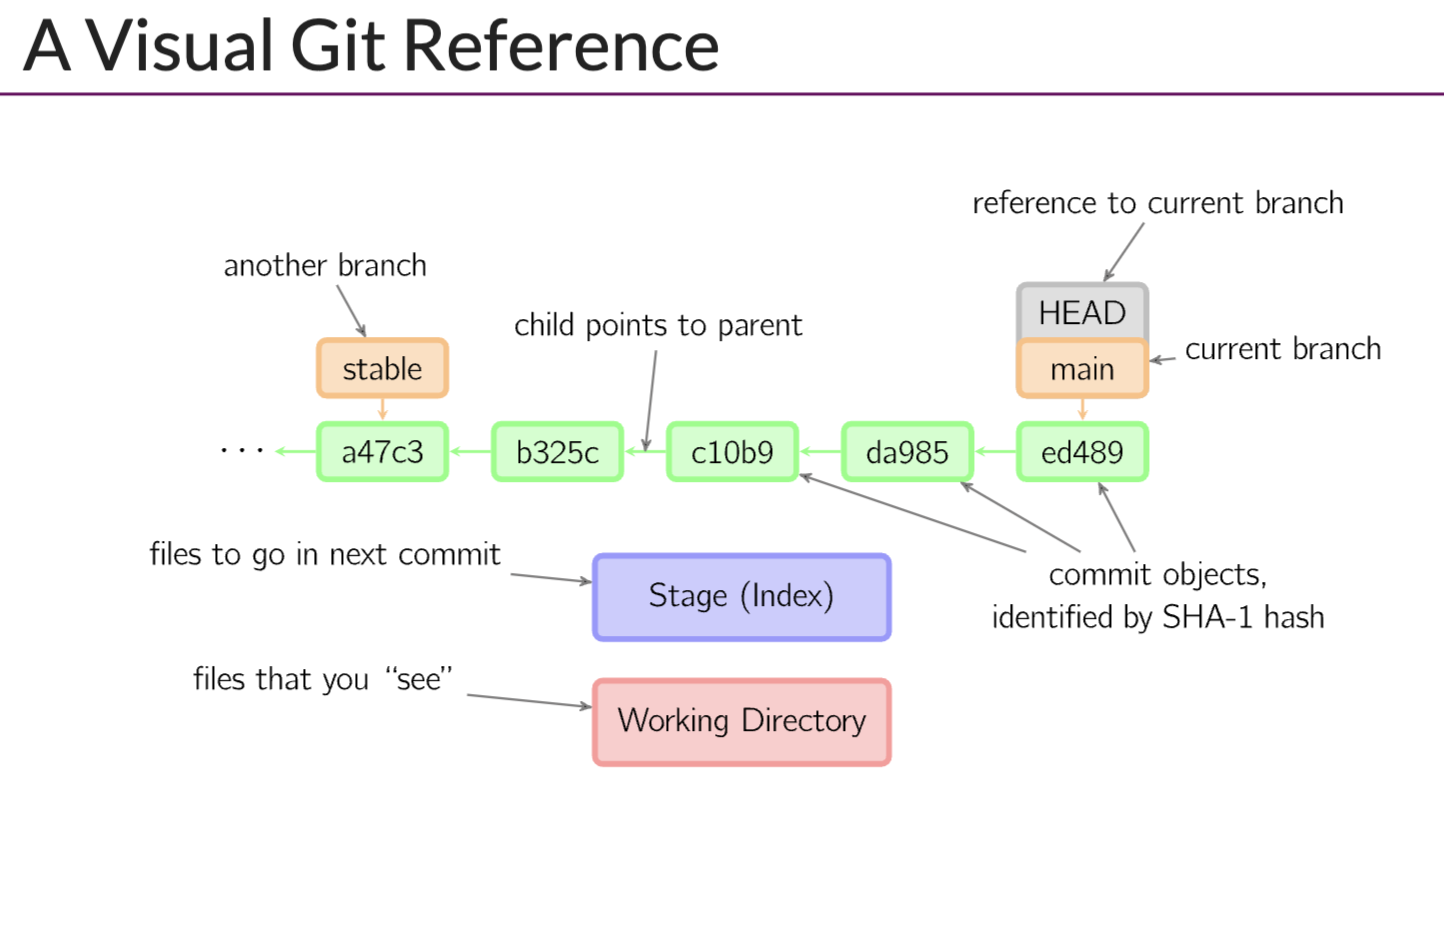 A Visual Git Reference
reference to current branch
another branch
HEAD
child points to parent
current branch
stable
main
· · ·
a47c3
b325c
c10b9
da985
ed489
files to go in next commit
Stage (Index)
commit objects,
identified by SHA-1 hash
files that you “see”
Working Directory